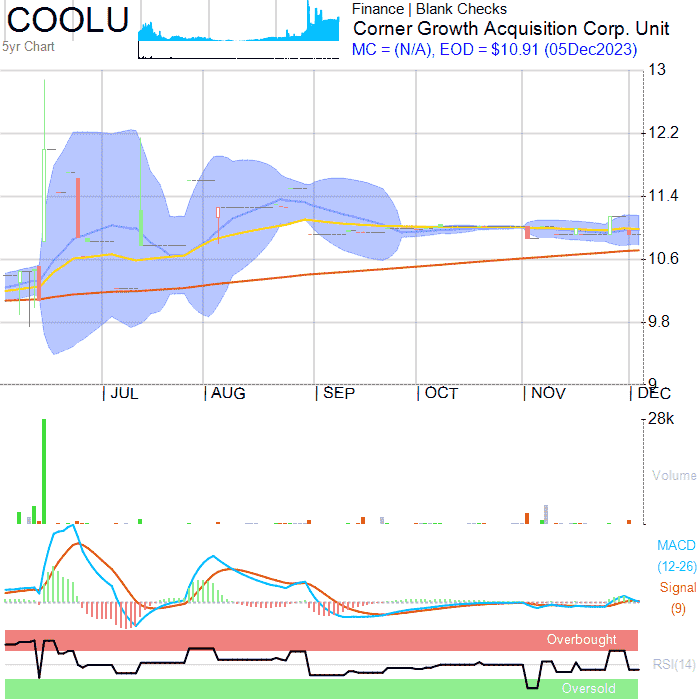 COOLU
5yr Chart
Finance | Blank Checks
Corner Growth Acquisition Corp. Unit
MC = (N/A), EOD = $10.91 (05Dec2023)
13
12.2
11.4
10.6
9.8
9
JUL AUG SEP OCT NOV DEC
28k
Volume
MACD
(12-26)
Signal
(9)
Overbought
RSI(14)
Oversold